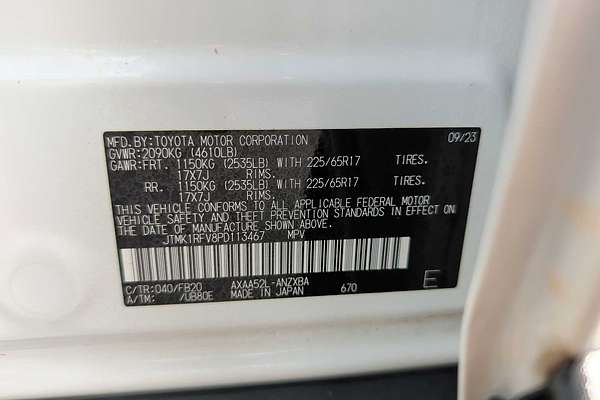 MFD.BY:TOYOTA MOTOR CORPORATION 09/23
GVWR:2090KG (4610LB)
GAWR:FRT. 1150KG (2535LB) WITH 225/65R17 TIRES.
17X7J RIMS.
RR. 1150KG (2535LB) WITH 225/65R17 TIRES.
17X7J RIMS.
THIS VEHICLE CONFORMS TO ALL APPLICABLE FEDERAL MOTOR
VEHICLE SAFETY AND THEFT PREVENTION STANDARDS IN EFFECT ON
THE DATE OF MANUFACTURE SHOWN ABOVE.
JTMK1RFV8PD113467 MPV
C/TR:040/FB20 AXAA52L-ANZXBA E
A/TM: /UB80E MADE IN JAPAN 670